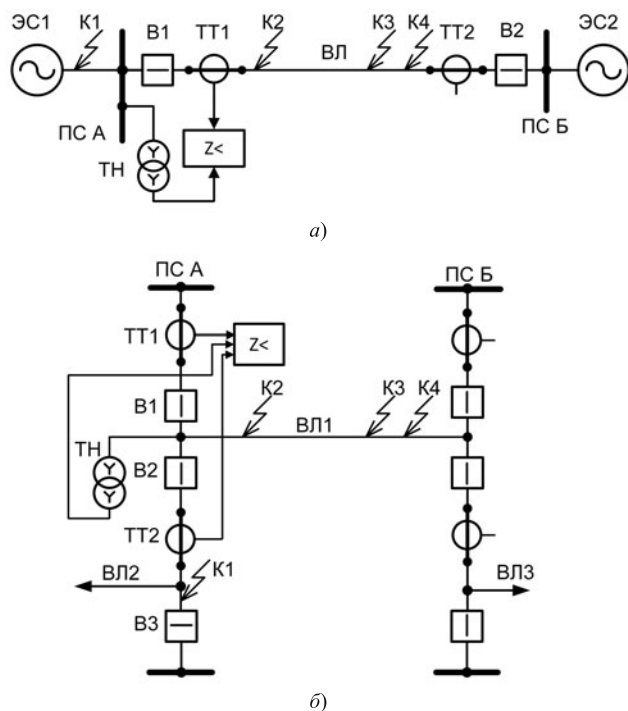 ЭС1 К1 В1 ТТ1 К2 ВЛ К3 К4 ТТ2 В2 ЭС2
ПС А ПС Б
ТН Y Y Z<
а)
ПС А ПС Б
ТТ1 Z<
В1 К2 ВЛ1 К3 К4
ТН Y Y В2
ТТ2
ВЛ2 К1 ВЛ3
В3
б)